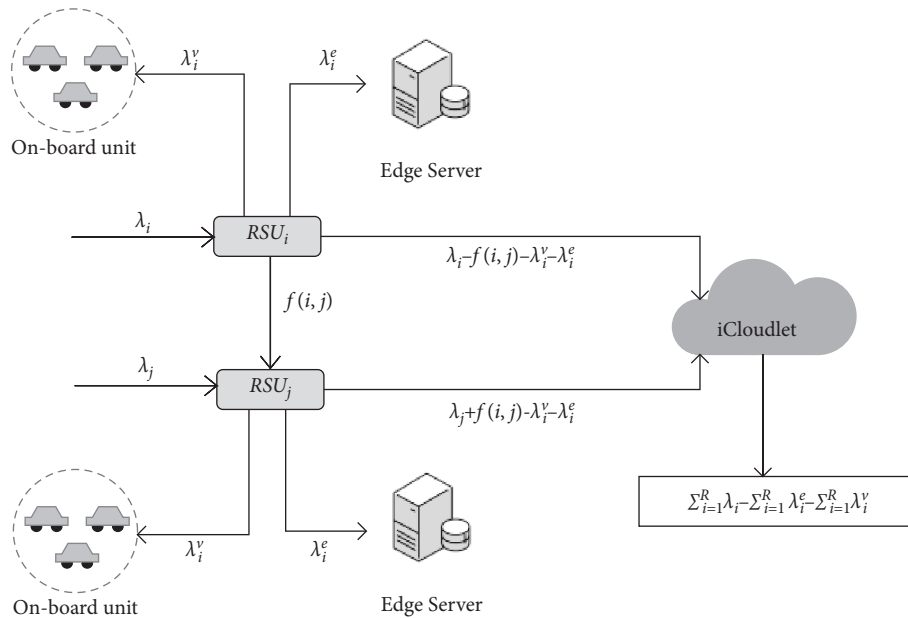 λ_i^v
λ_i^e
On-board unit
Edge Server
λ_i
RSU_i
λ_i–f(i, j)–λ_i^v–λ_i^e
f(i, j)
iCloudlet
λ_j
RSU_j
λ_j+f(i, j)-λ_i^v–λ_i^e
Σ_{i=1}^R λ_i–Σ_{i=1}^R λ_i^e–Σ_{i=1}^R λ_i^v
λ_i^v
λ_i^e
On-board unit
Edge Server